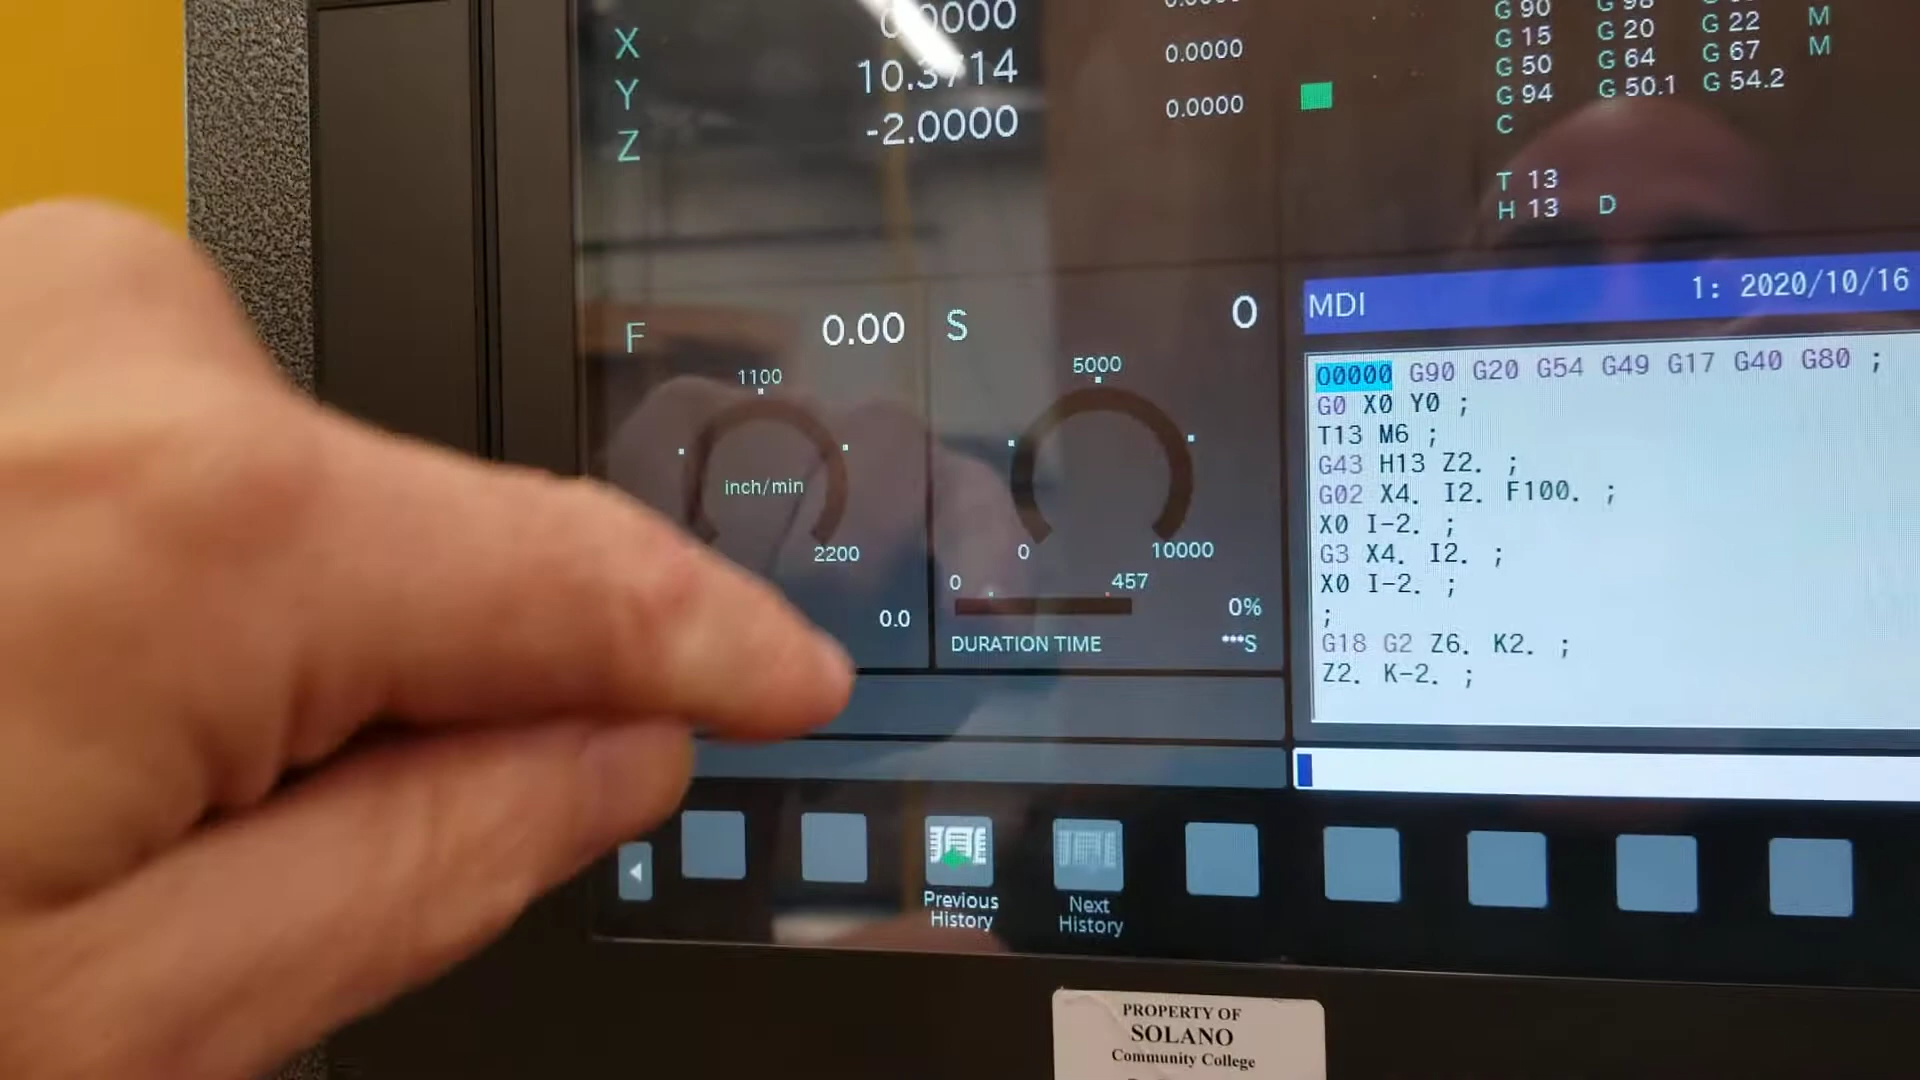 X 0.0000
Y 10.3714 0.0000
Z -2.0000 0.0000
G 90 G 98
G 15 G 20 G 22 M
G 50 G 64 G 67 M
G 94 G 50.1 G 54.2
C
T 13
H 13 D
F 0.00 S 0
1100 5000
inch/min
2200 0 10000
0 457
0.0 0%
DURATION TIME ***S
MDI 1: 2020/10/16
O0000 G90 G20 G54 G49 G17 G40 G80 ;
G0 X0 Y0 ;
T13 M6 ;
G43 H13 Z2. ;
G02 X4. I2. F100. ;
X0 I-2. ;
G3 X4. I2. ;
X0 I-2. ;
;
G18 G2 Z6. K2. ;
Z2. K-2. ;
Previous
History
Next
History
PROPERTY OF
SOLANO
Community College